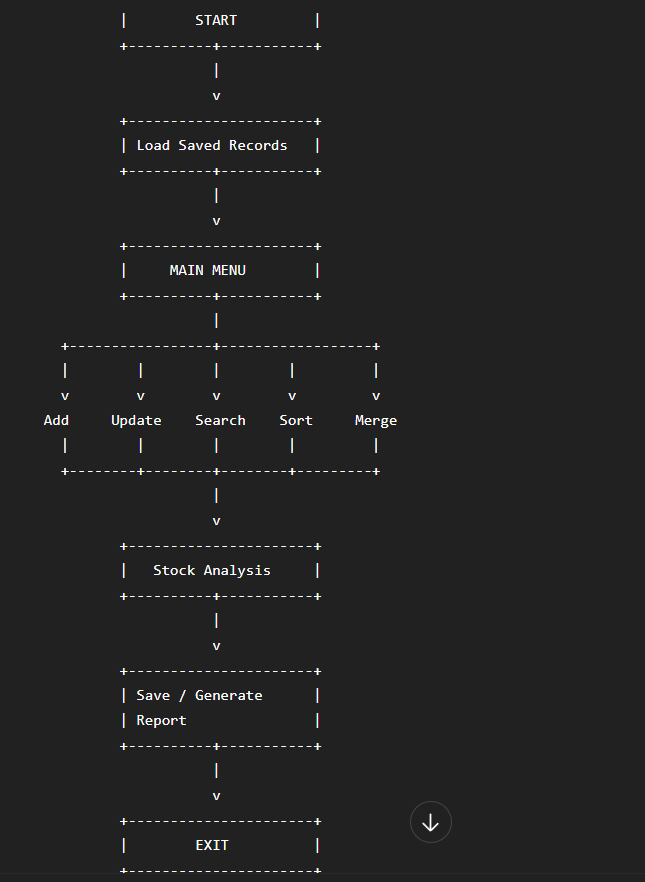 |        START         |
+----------+-----------+
|
v
+----------------------+
| Load Saved Records   |
+----------+-----------+
|
v
+----------------------+
|     MAIN MENU        |
+----------+-----------+
|
+-----------------+------------------+
|        |        |        |         |
v        v        v        v         v
Add     Update    Search    Sort     Merge
|        |        |        |         |
+--------+--------+--------+---------+
|
v
+----------------------+
|   Stock Analysis     |
+----------+-----------+
|
v
+----------------------+
| Save / Generate      |
| Report               |
+----------+-----------+
|
v
+----------------------+
|        EXIT          |
+----------------------+